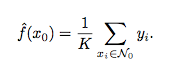 f̂(x₀) = 1/K ∑_{xᵢ∈𝒩₀} yᵢ.